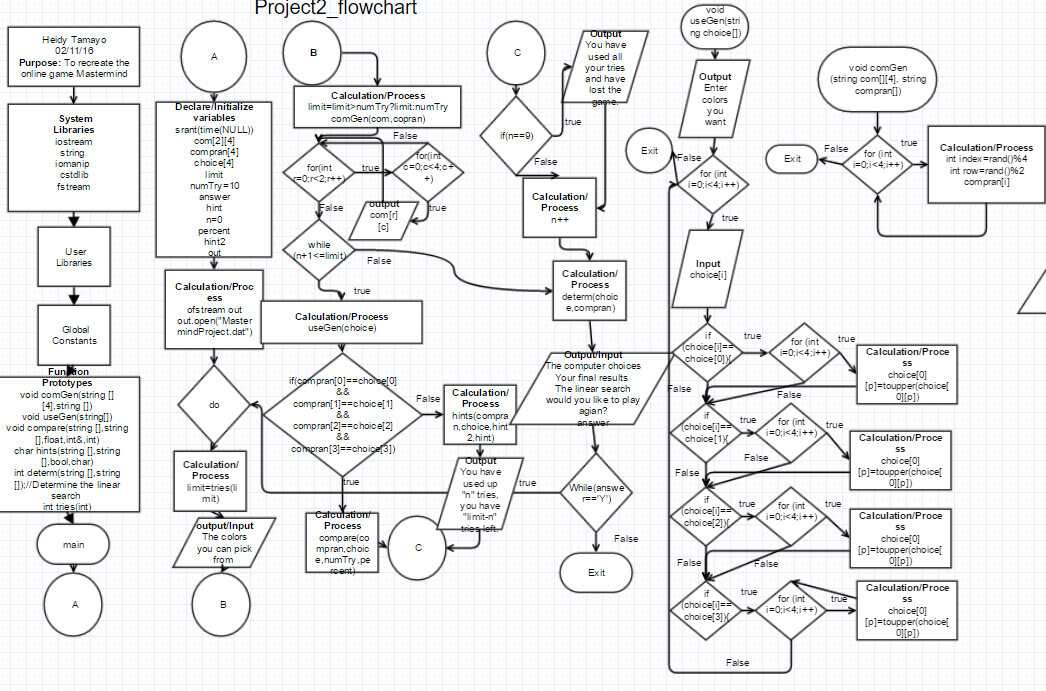 Project2_flowchart
Heidy Tamayo
02/11/16
Purpose: To recreate the
online game Mastermind
System
Libraries
iostream
string
iomanip
cstdlib
fstream
User
Libraries
Global
Constants
Function
Prototypes
void comGen(string []
[4],string [])
void useGen(string[])
void compare(string [],string
[],float,int&,int)
char hints(string [],string
[],bool,char)
int determ(string [],string
[]);//Determine the linear
search
int tries(int)
main
A
A
Declare/Initialize
variables
srant(time(NULL))
com[2][4]
compran[4]
choice[4]
limit
numTry=10
answer
hint
n=0
percent
hint2
out
Calculation/Proc
ess
ofstream out
out.open("Master
mindProject.dat")
do
Calculation/
Process
limit=tries(li
mit)
output/Input
The colors
you can pick
from
B
B
Calculation/Process
limit=limit>numTry?limit:numTry
comGen(com,copran)
False
for(int
r=0;r<2;r++)
true
for(int
c=0;c<4;c+
+)
False
true
output
com[r]
[c]
while
(n+1<=limit)
False
true
Calculation/Process
useGen(choice)
if(compran[0]==choice[0]
&&
compran[1]==choice[1]
&&
compran[2]==choice[2]
&&
compran[3]==choice[3])
False
Calculation/
Process
hints(compra
n,choice,hint
2,hint)
true
Output
You have
used up
"n" tries,
you have
"limit-n"
tries left.
Calculation/
Process
compare(co
mpran,choic
e,numTry,pe
rcent)
C
C
Output
You have
used all
your tries
and have
lost the
game.
if(n==9)
true
False
Calculation/
Process
n++
Calculation/
Process
determ(choic
e,compran)
Output/Input
The computer choices
Your final results
The linear search
would you like to play
agian?
answer
true
While(answe
r=='Y')
False
Exit
void
useGen(stri
ng choice[])
Output
Enter
colors
you
want
Exit
False
for (int
i=0;i<4;i++)
true
Input
choice[i]
if
(choice[i]==
choice[0]){
true
for (int
i=0;i<4;i++)
true
Calculation/Proce
ss
choice[0]
[p]=toupper(choice[
0][p])
False
False
if
(choice[i]==
choice[1]{
true
for (int
i=0;i<4;i++)
true
Calculation/Proce
ss
choice[0]
[p]=toupper(choice[
0][p])
False
False
if
(choice[i]==
choice[2]){
true
for (int
i=0;i<4;i++)
true
Calculation/Proce
ss
choice[0]
[p]=toupper(choice[
0][p])
False
False
if
(choice[i]==
choice[3]){
true
for (int
i=0;i<4;i++)
true
Calculation/Proce
ss
choice[0]
[p]=toupper(choice[
0][p])
False
void comGen
(string com[][4], string
compran[])
Exit
False
for (int
i=0;i<4;i++)
true
Calculation/Process
int index=rand()%4
int row=rand()%2
compran[i]